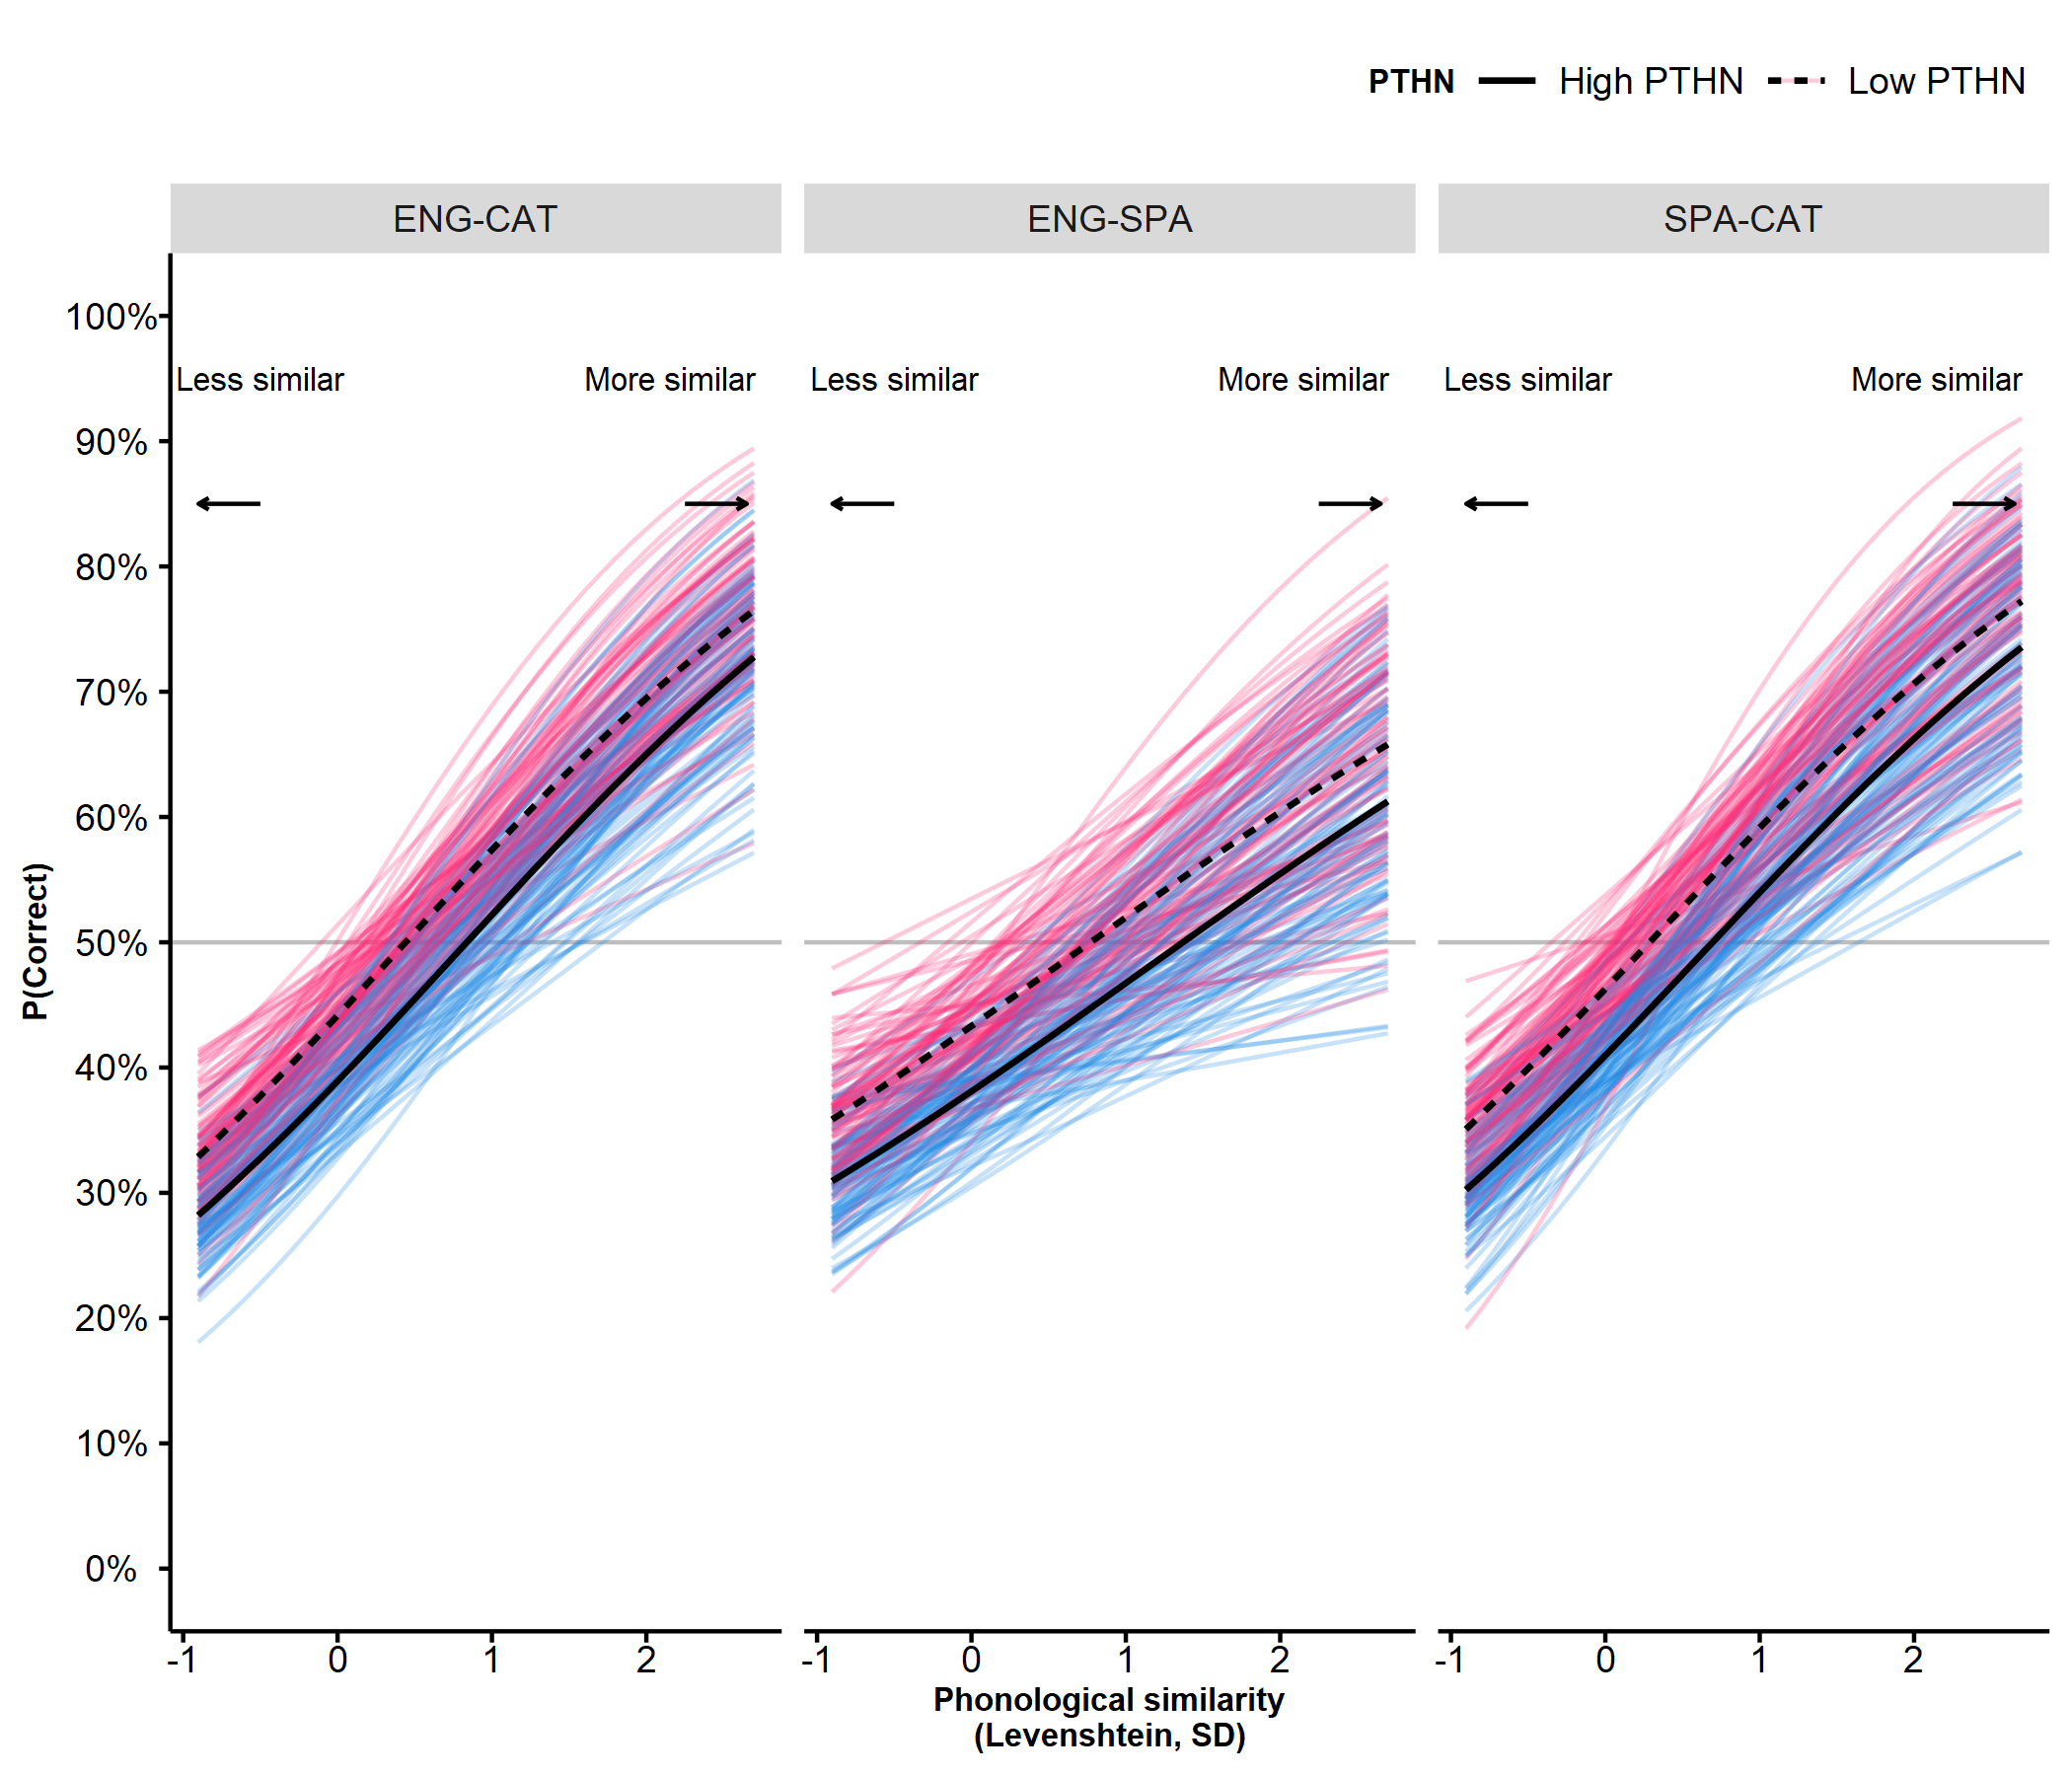 PTHN High PTHN Low PTHN
ENG-CAT ENG-SPA SPA-CAT
100%
Less similar More similar Less similar More similar Less similar More similar
90%
80%
70%
60%
50%
40%
30%
20%
10%
0%
P(Correct)
-1 0 1 2 -1 0 1 2 -1 0 1 2
Phonological similarity
(Levenshtein, SD)